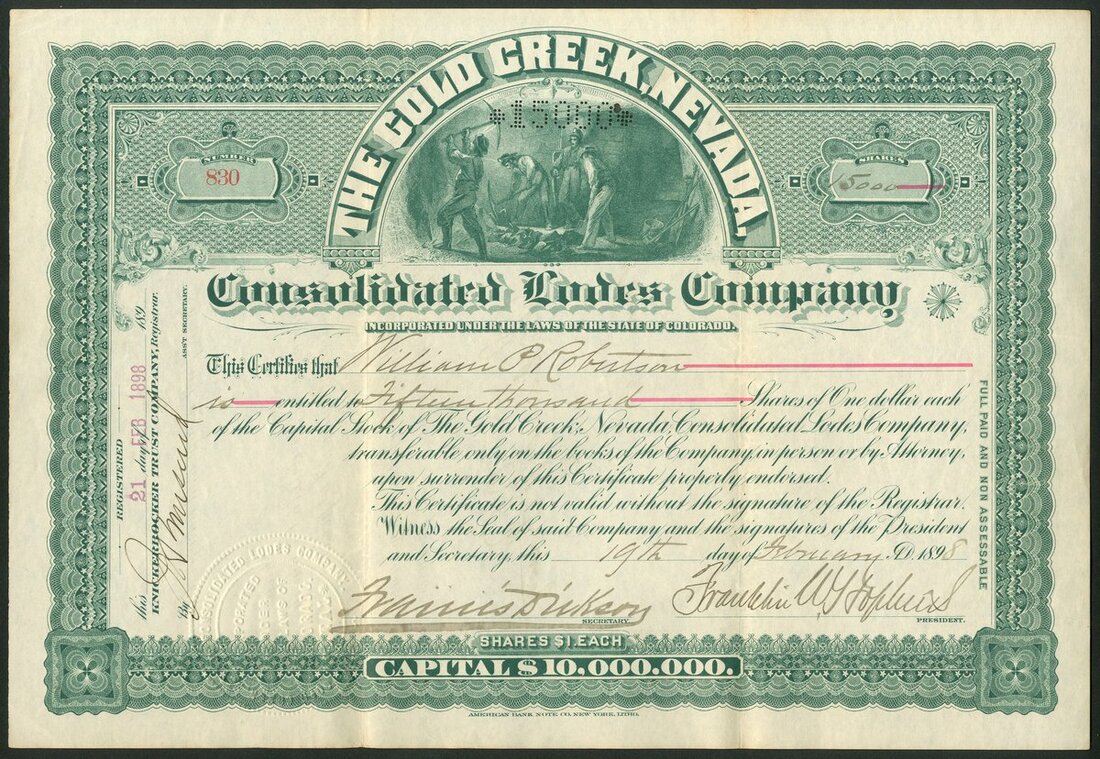 THE GOLD CREEK, NEVADA,
*15000*
NUMBER
830
SHARES
15000
Consolidated Lodes Company
INCORPORATED UNDER THE LAWS OF THE STATE OF COLORADO.
This Certifies that William P Robertson
is entitled to Fifteen thousand Shares of One dollar each
of the Capital Stock of The Gold Creek, Nevada, Consolidated Lodes Company,
transferable only on the books of the Company, in person or by Attorney,
upon surrender of this Certificate properly endorsed.
This Certificate is not valid without the signature of the Registrar.
Witness the Seal of said Company and the signatures of the President
and Secretary, this 19th day of February A.D. 1898
SECRETARY.
Franklin W Hopkins
PRESIDENT.
REGISTERED
this 21 day of FEB 1898 189
KNICKERBOCKER TRUST COMPANY, Registrar.
By
ASST SECRETARY.
FULL PAID AND NON ASSESSABLE
CONSOLIDATED LODES COMPANY
SHARES $1. EACH
CAPITAL $10,000,000.
AMERICAN BANK NOTE CO. NEW YORK, LITHO.